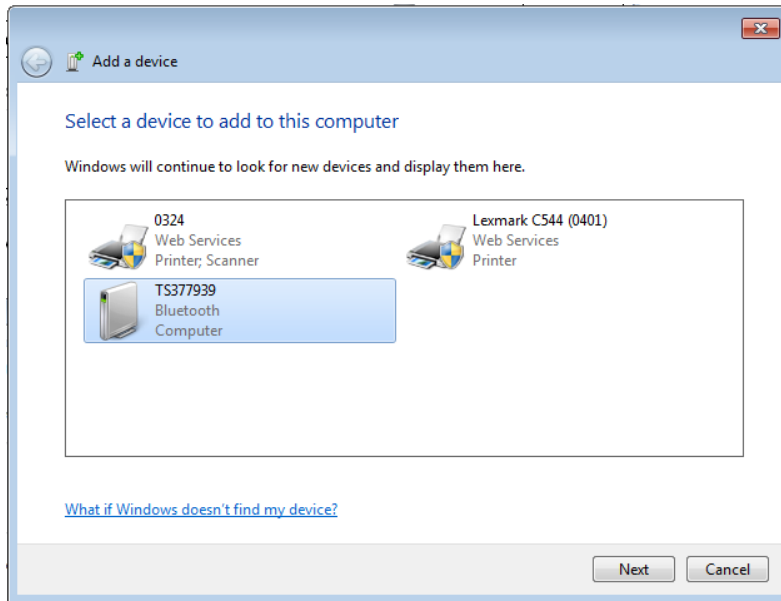 Add a device
Select a device to add to this computer
Windows will continue to look for new devices and display them here.
0324
Web Services
Printer; Scanner
Lexmark C544 (0401)
Web Services
Printer
TS377939
Bluetooth
Computer
What if Windows doesn't find my device?
Next
Cancel